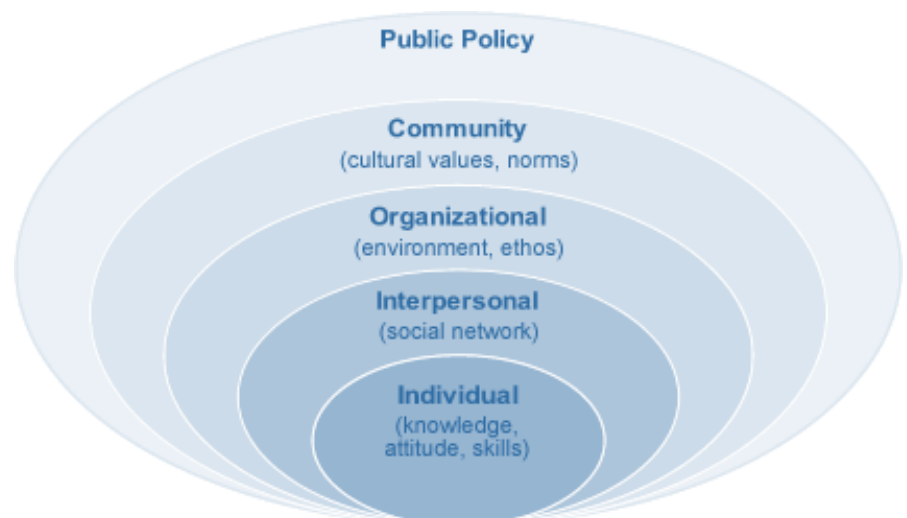 Public Policy
Community
(cultural values, norms)
Organizational
(environment, ethos)
Interpersonal
(social network)
Individual
(knowledge,
attitude, skills)